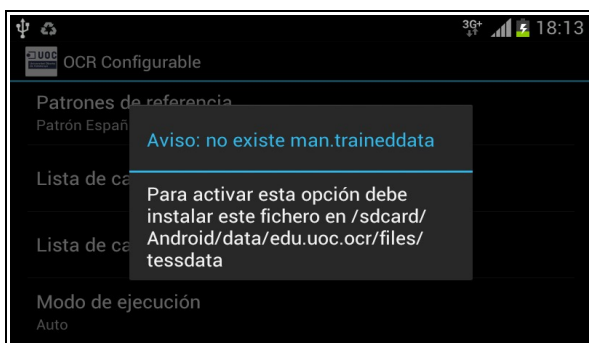 3G+ 18:13
UOC OCR Configurable
Patrones de referencia
Patrón Españ
Aviso: no existe man.traineddata
Lista de ca
Para activar esta opción debe
instalar este fichero en /sdcard/
Android/data/edu.uoc.ocr/files/
tessdata
Lista de ca
Modo de ejecución
Auto